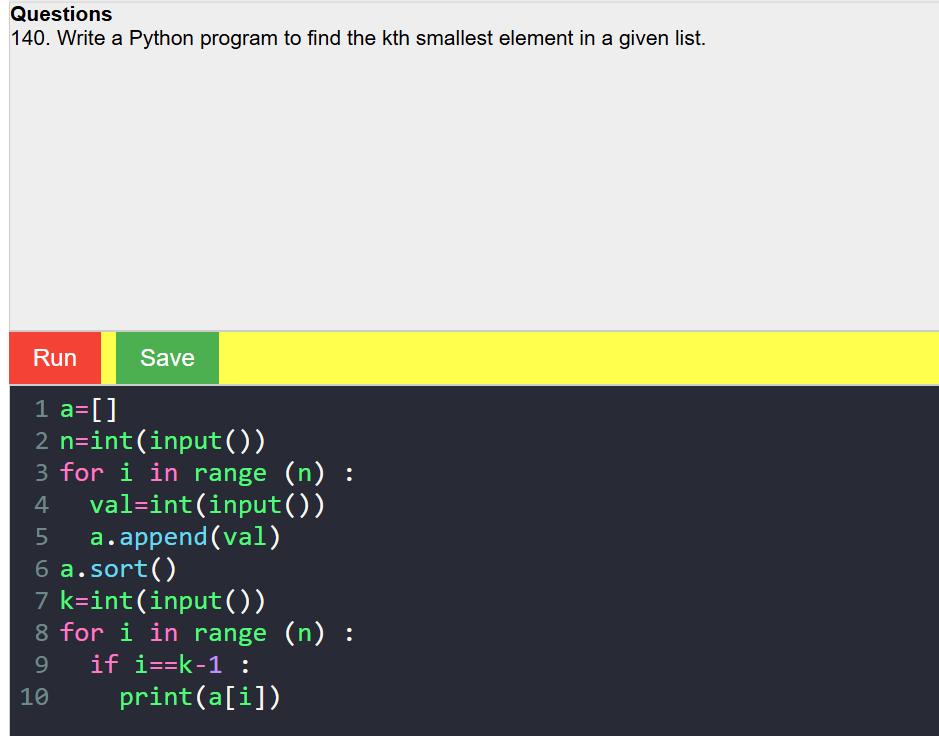 Questions
140. Write a Python program to find the kth smallest element in a given list.
Run Save
1 a=[]
2 n=int(input())
3 for i in range (n) :
4   val=int(input())
5   a.append(val)
6 a.sort()
7 k=int(input())
8 for i in range (n) :
9   if i==k-1 :
10     print(a[i])